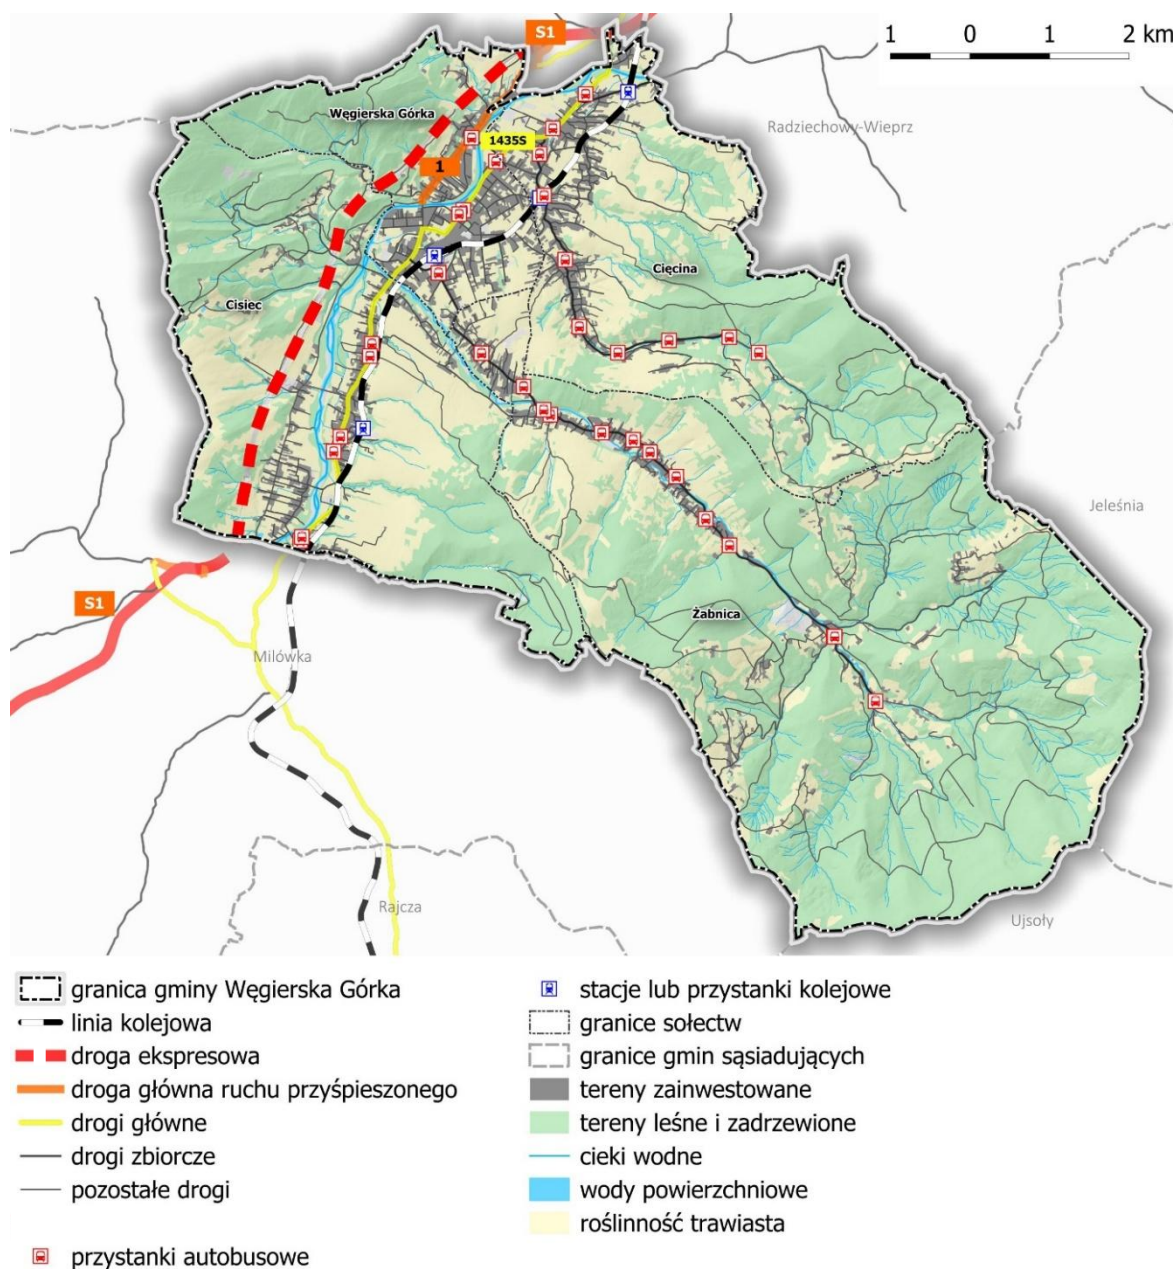 S1
1 0 1 2 km
Węgierska Górka
Radziechowy-Wieprz
1435S
1
Cięcina
Cisiec
Jeleśnia
S1
Żabnica
Milówka
Rajcza
Ujsoły
granica gminy Węgierska Górka
linia kolejowa
droga ekspresowa
droga główna ruchu przyśpieszonego
drogi główne
drogi zbiorcze
pozostałe drogi
przystanki autobusowe
stacje lub przystanki kolejowe
granice sołectw
granice gmin sąsiadujących
tereny zainwestowane
tereny leśne i zadrzewione
cieki wodne
wody powierzchniowe
roślinność trawiasta